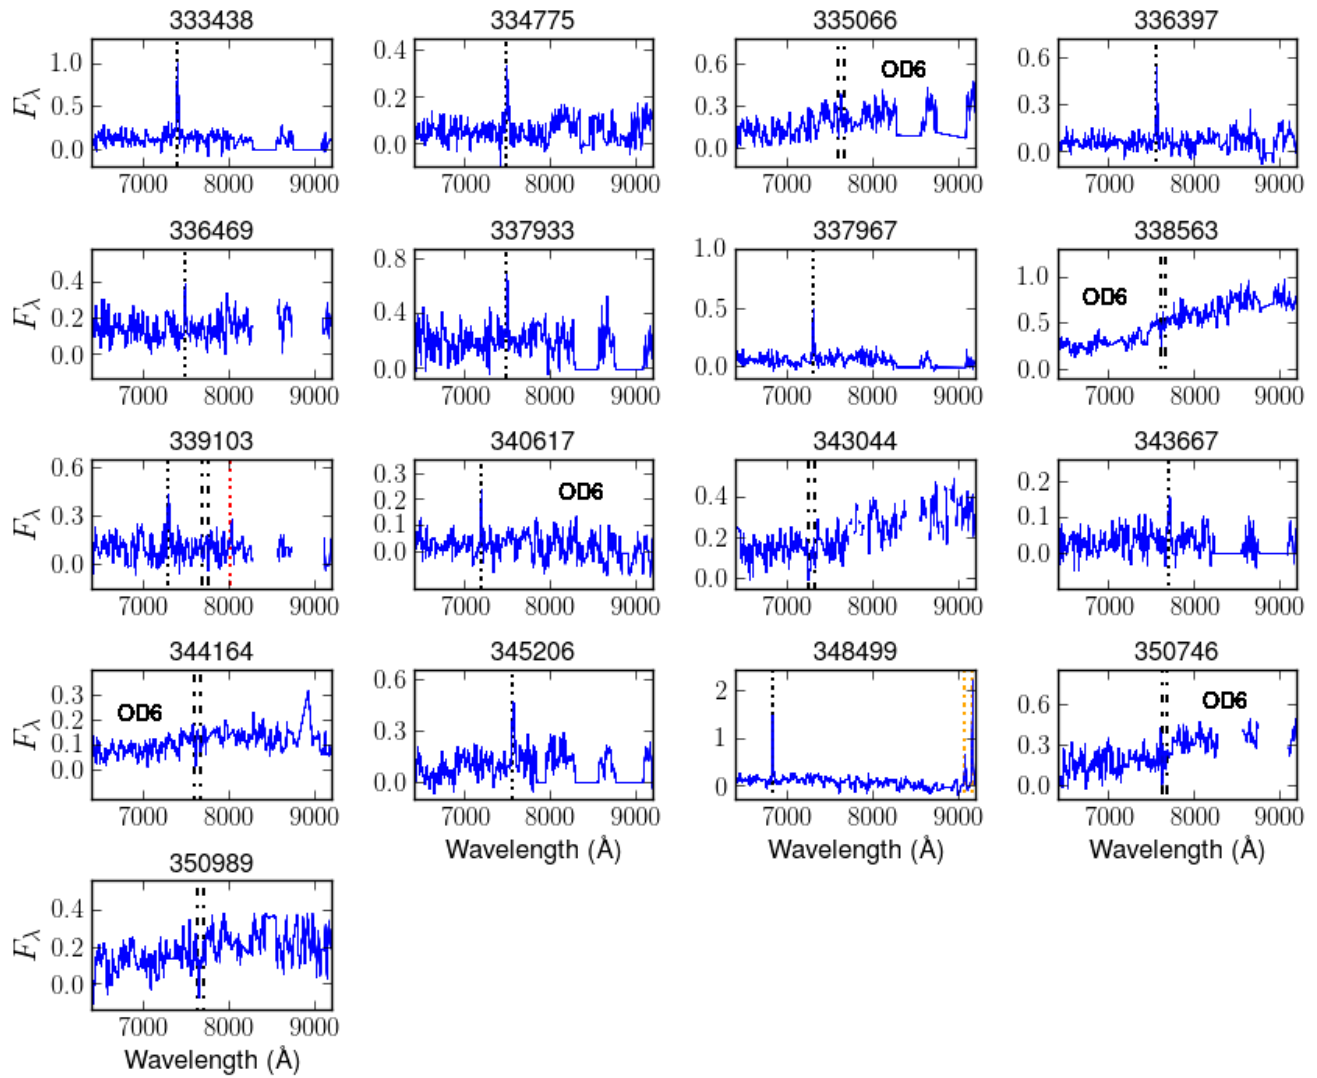 333438 334775 335066 336397
1.0 0.5 0.0 Fλ 7000 8000 9000
0.4 0.2 0.0 7000 8000 9000
0.6 0.3 0.0 OD6 7000 8000 9000
0.6 0.3 0.0 7000 8000 9000
336469 337933 337967 338563
0.4 0.2 0.0 Fλ 7000 8000 9000
0.8 0.4 0.0 7000 8000 9000
1.0 0.5 0.0 7000 8000 9000
1.0 0.5 0.0 OD6 7000 8000 9000
339103 340617 343044 343667
0.6 0.3 0.0 Fλ 7000 8000 9000
0.3 0.2 0.1 0.0 OD6 7000 8000 9000
0.4 0.2 0.0 7000 8000 9000
0.2 0.1 0.0 7000 8000 9000
344164 345206 348499 350746
0.3 0.2 0.1 0.0 Fλ OD6 7000 8000 9000
0.6 0.3 0.0 7000 8000 9000
Wavelength (Å)
2 1 0 7000 8000 9000
Wavelength (Å)
0.6 0.3 0.0 OD6 7000 8000 9000
Wavelength (Å)
350989
0.4 0.2 0.0 Fλ 7000 8000 9000
Wavelength (Å)